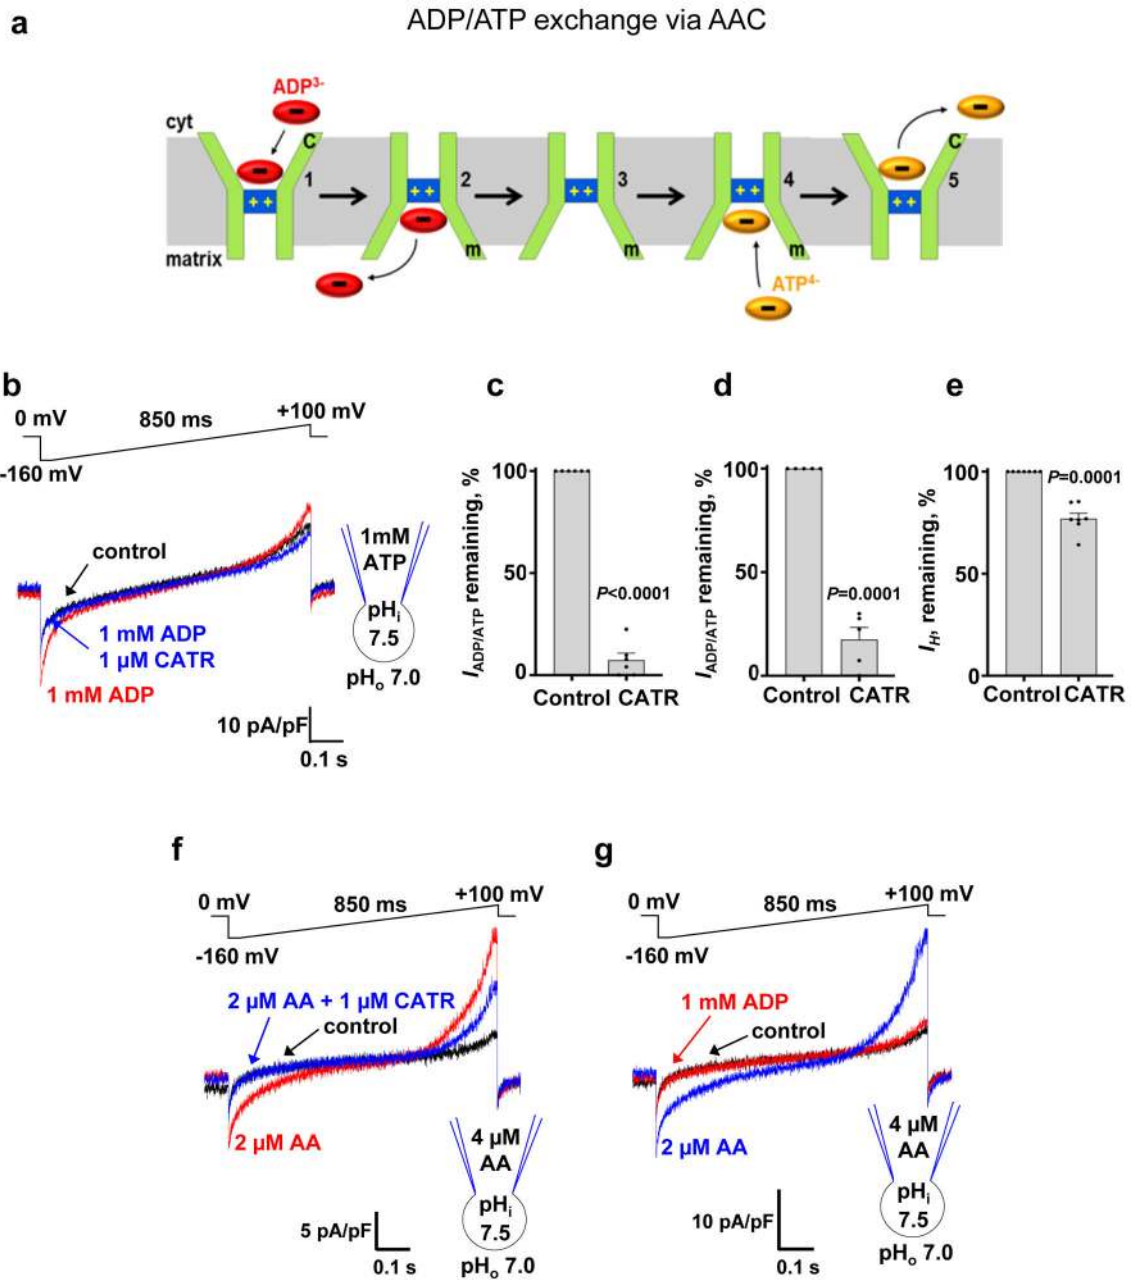 a
ADP/ATP exchange via AAC
ADP³⁻
cyt
C
1
2
3
4
C
5
+ +
+ +
+ +
+ +
+ +
m
m
matrix
ATP⁴⁻
b
0 mV
850 ms
+100 mV
-160 mV
control
1 mM ADP
1 µM CATR
1 mM ADP
1mM
ATP
pHi
7.5
pHo 7.0
10 pA/pF
0.1 s
c
IADP/ATP remaining, %
100
50
0
P<0.0001
Control CATR
d
IADP/ATP remaining, %
100
50
0
P=0.0001
Control CATR
e
IH, remaining, %
100
50
0
P=0.0001
Control CATR
f
0 mV
850 ms
+100 mV
-160 mV
2 µM AA + 1 µM CATR
control
2 µM AA
4 µM
AA
pHi
7.5
pHo 7.0
5 pA/pF
0.1 s
g
0 mV
850 ms
+100 mV
-160 mV
1 mM ADP
control
2 µM AA
4 µM
AA
pHi
7.5
pHo 7.0
10 pA/pF
0.1 s